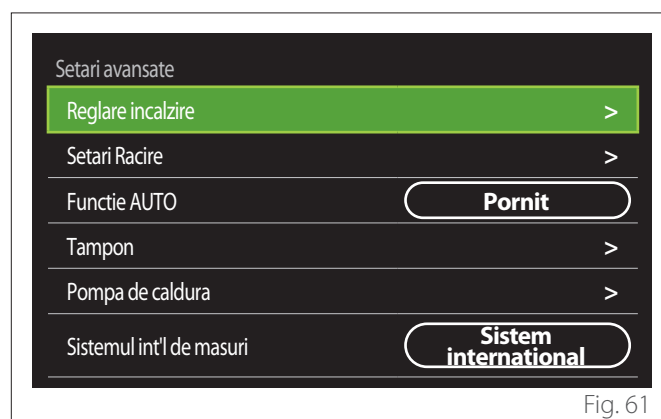 Setari avansate
Reglare incalzire >
Setari Racire >
Functie AUTO Pornit
Tampon >
Pompa de caldura >
Sistemul int'l de masuri Sistem
international
Fig. 61